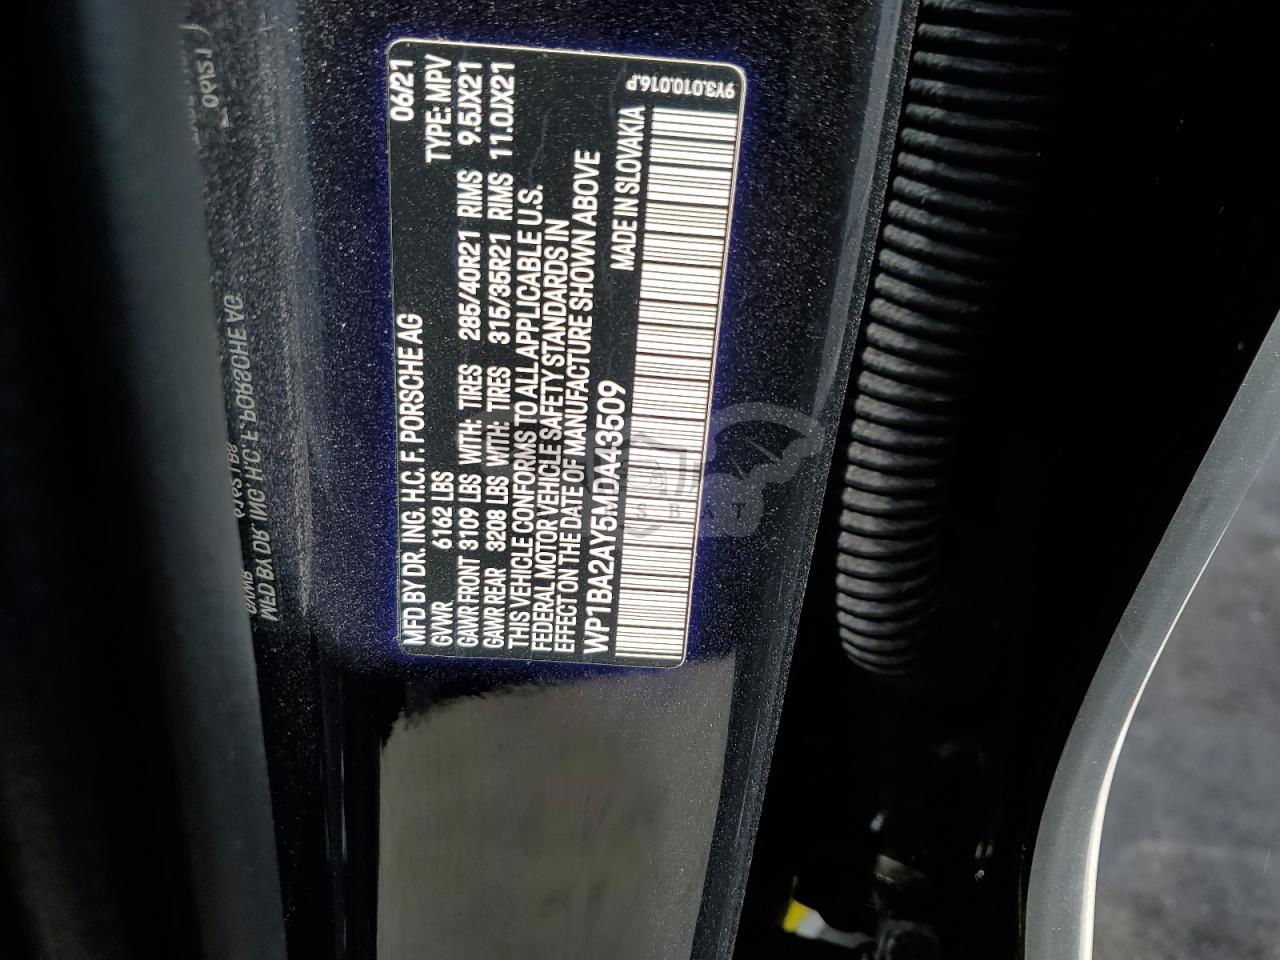 MFD BY DR. ING. H.C. F. PORSCHE AG 06/21
GVWR 6162 LBS TYPE: MPV
GAWR FRONT 3109 LBS WITH: TIRES 285/40R21 RIMS 9.5JX21
GAWR REAR 3208 LBS WITH: TIRES 315/35R21 RIMS 11.0JX21
THIS VEHICLE CONFORMS TO ALL APPLICABLE U.S.
FEDERAL MOTOR VEHICLE SAFETY STANDARDS IN
EFFECT ON THE DATE OF MANUFACTURE SHOWN ABOVE
WP1BA2AY5MDA43509 MADE IN SLOVAKIA
9Y3.010.016.P